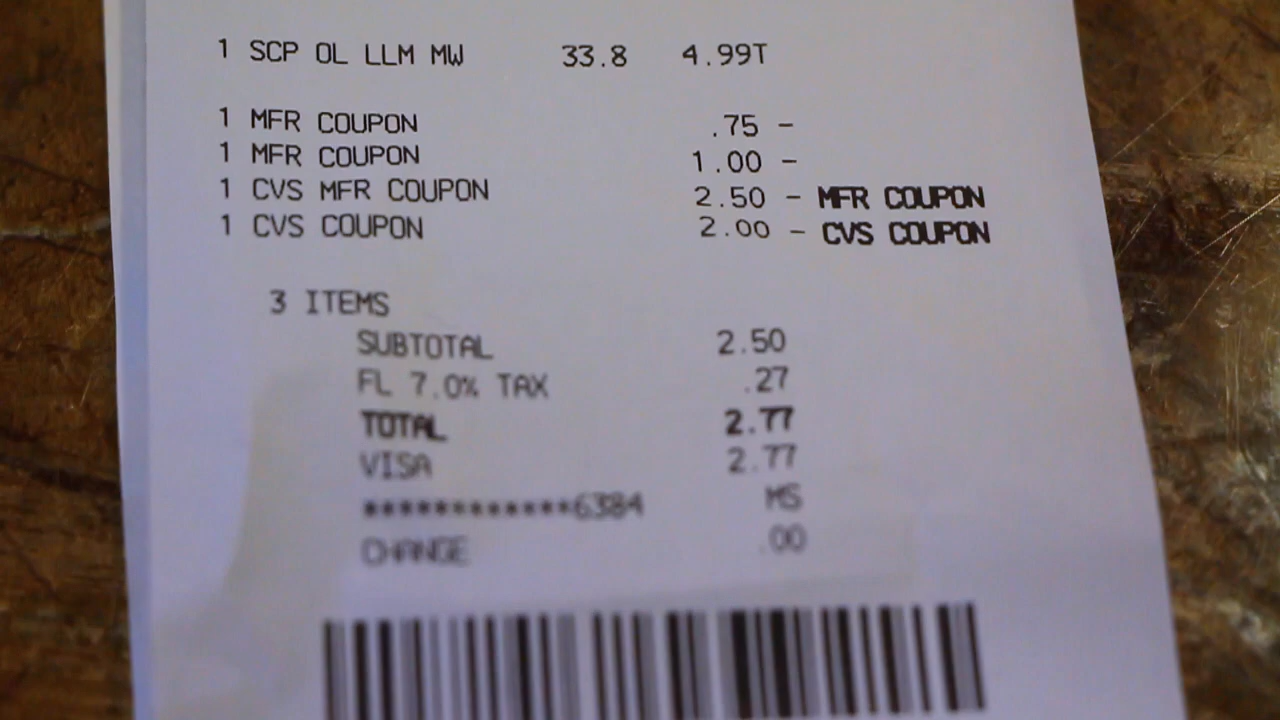 1 SCP OL LLM MW 33.8 4.99T
1 MFR COUPON .75 -
1 MFR COUPON 1.00 -
1 CVS MFR COUPON 2.50 - MFR COUPON
1 CVS COUPON 2.00 - CVS COUPON
3 ITEMS
SUBTOTAL 2.50
FL 7.0% TAX .27
TOTAL 2.77
VISA 2.77
************6384 MS
CHANGE .00